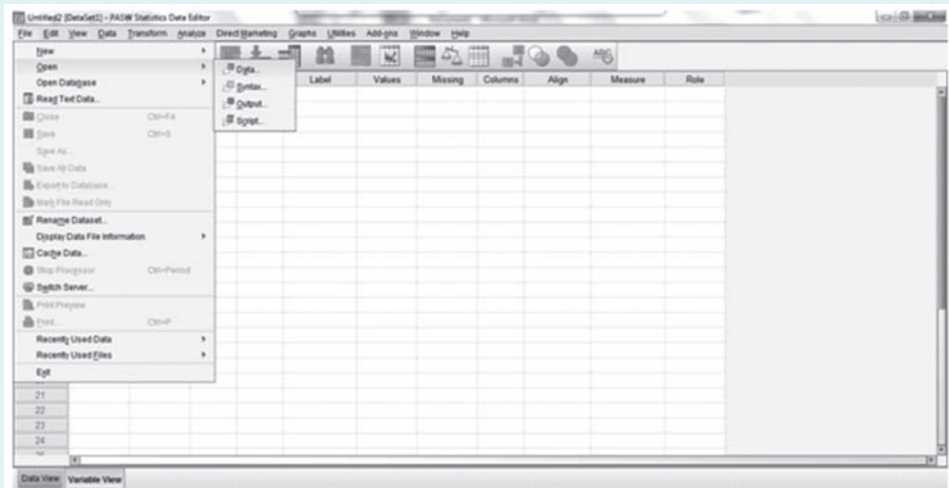 Untitled2 [DataSet1] - PASW Statistics Data Editor
File Edit View Data Transform Analyze Direct Marketing Graphs Utilities Add-ons Window Help
New
Open
Open Database
Read Text Data...
Close Ctrl+F4
Save Ctrl+S
Save As...
Save All Data
Export to Database...
Mark File Read Only
Rename Dataset...
Display Data File Information
Cache Data...
Stop Processor Ctrl+Period
Switch Server...
Print Preview
Print... Ctrl+P
Recently Used Data
Recently Used Files
Exit
Data...
Syntax...
Output...
Script...
Label Values Missing Columns Align Measure Role
21
22
23
24
Data View Variable View